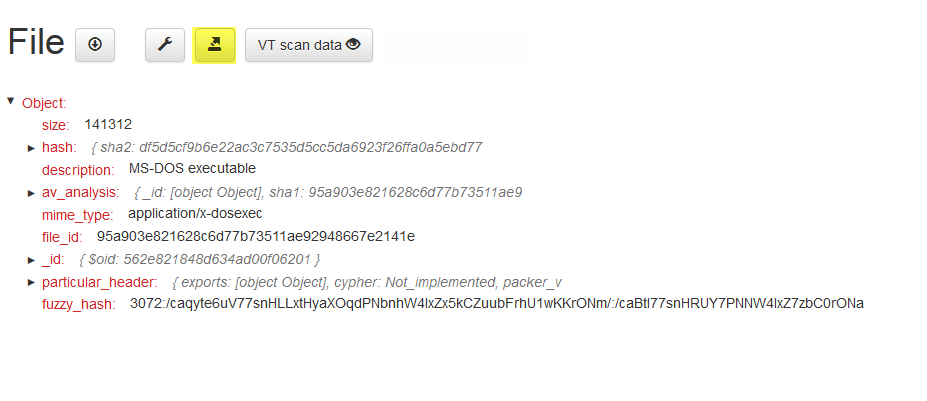 File VT scan data
Object:
size: 141312
hash: { sha2: df5d5cf9b6e22ac3c7535d5cc5da6923f26ffa0a5ebd77
description: MS-DOS executable
av_analysis: { _id: [object Object], sha1: 95a903e821628c6d77b73511ae9
mime_type: application/x-dosexec
file_id: 95a903e821628c6d77b73511ae92948667e2141e
_id: { $oid: 562e821848d634ad00f06201 }
particular_header: { exports: [object Object], cypher: Not_implemented, packer_v
fuzzy_hash: 3072:/caqyte6uV77snHLLxtHyaXOqdPNbnhW4lxZx5kCZuubFrhU1wKKrONm/:/caBtl77snHRUY7PNNW4lxZ7zbC0rONa